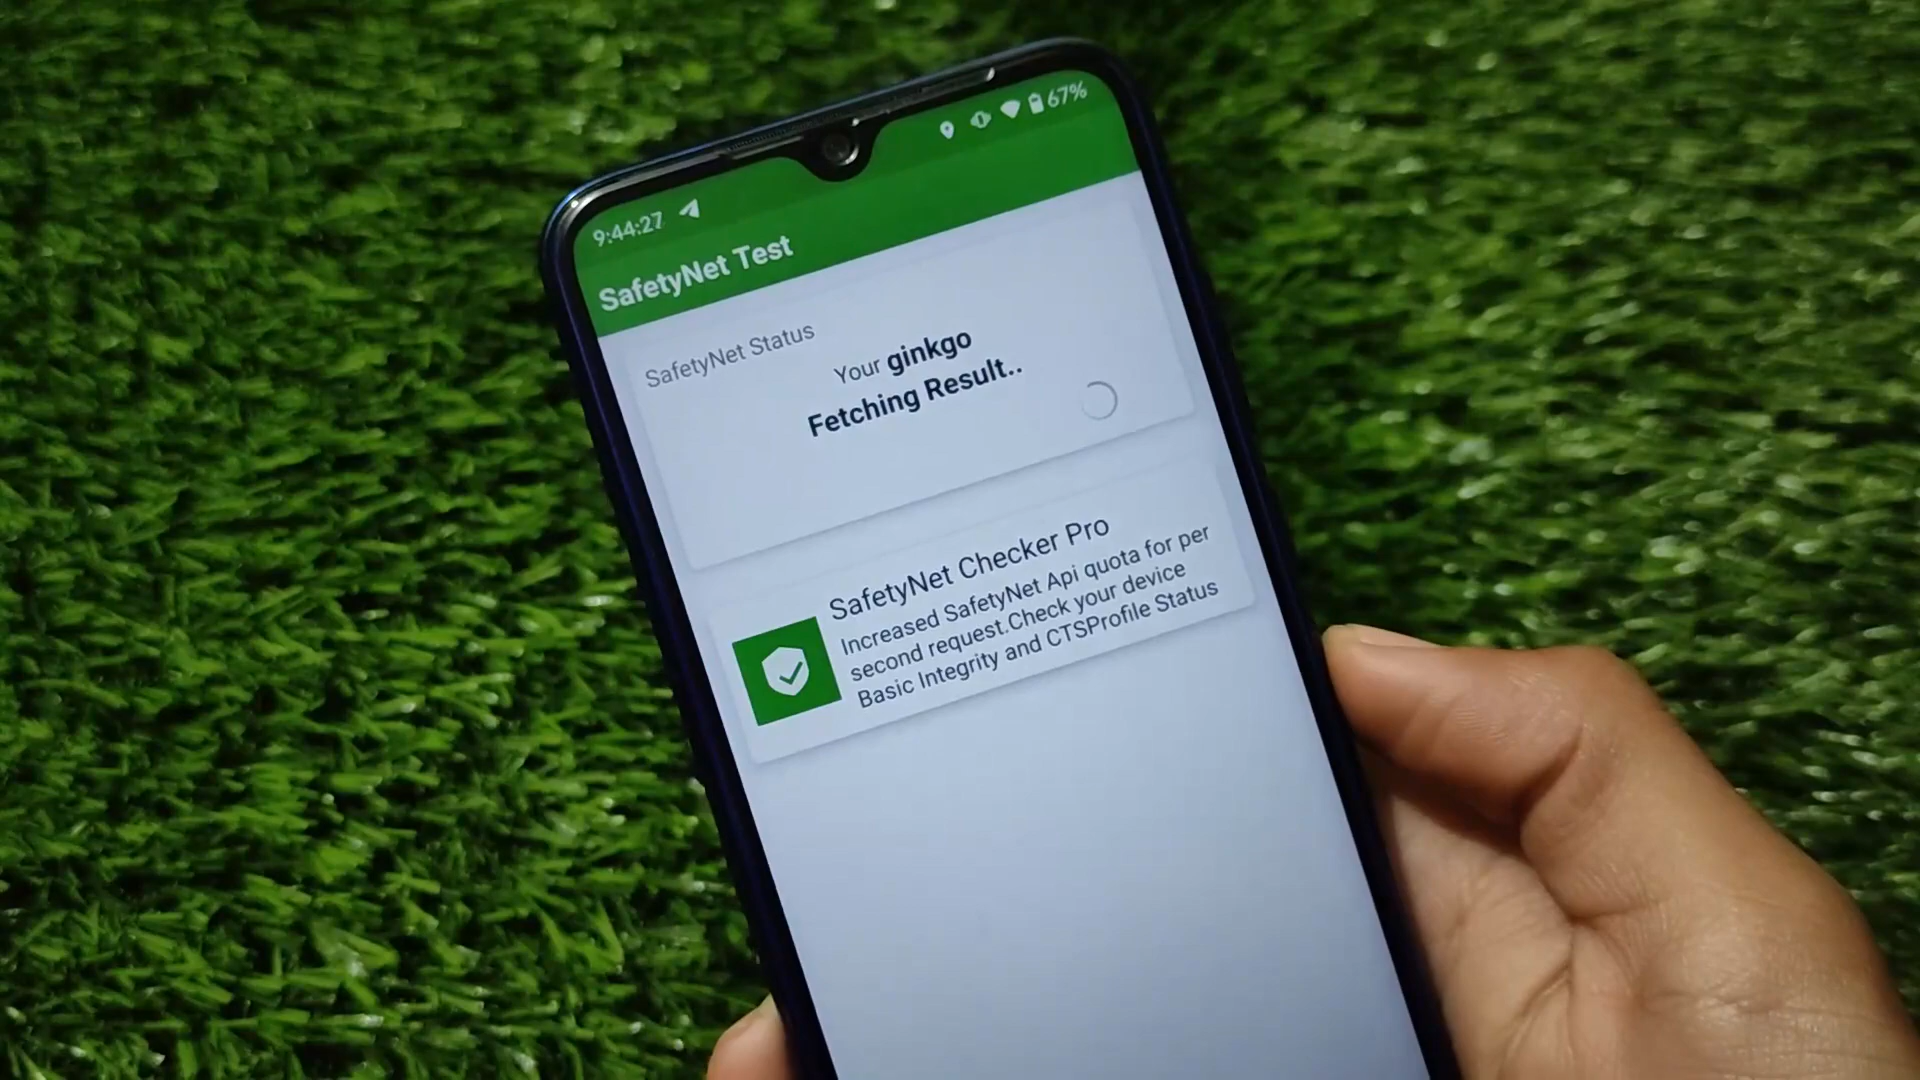 9:44:27
67%
SafetyNet Test
SafetyNet Status
Your ginkgo
Fetching Result..
SafetyNet Checker Pro
Increased SafetyNet Api quota for per
second request.Check your device
Basic Integrity and CTSProfile Status